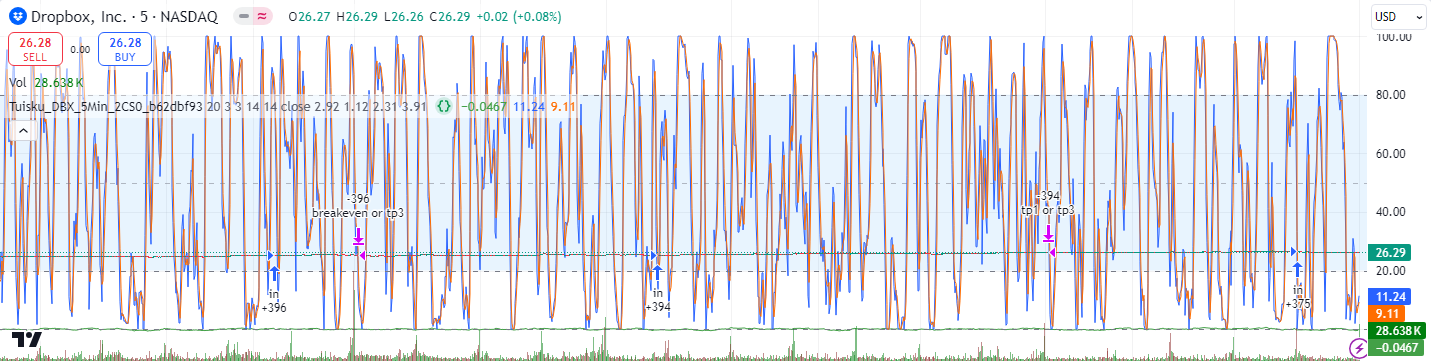 Dropbox, Inc. · 5 · NASDAQ O26.27 H26.29 L26.26 C26.29 +0.02 (+0.08%)
USD
26.28
SELL
0.00
26.28
BUY
Vol 28.638 K
Tuisku_DBX_5Min_2CS0_b62dbf93 20 3 3 14 14 close 2.92 1.12 2.31 3.91 {} −0.0467 11.24 9.11
100.00
80.00
60.00
40.00
26.29
20.00
11.24
9.11
28.638 K
−0.0467
-396
breakeven or tp3
-394
tp1 or tp3
in
+396
in
+394
in
+375